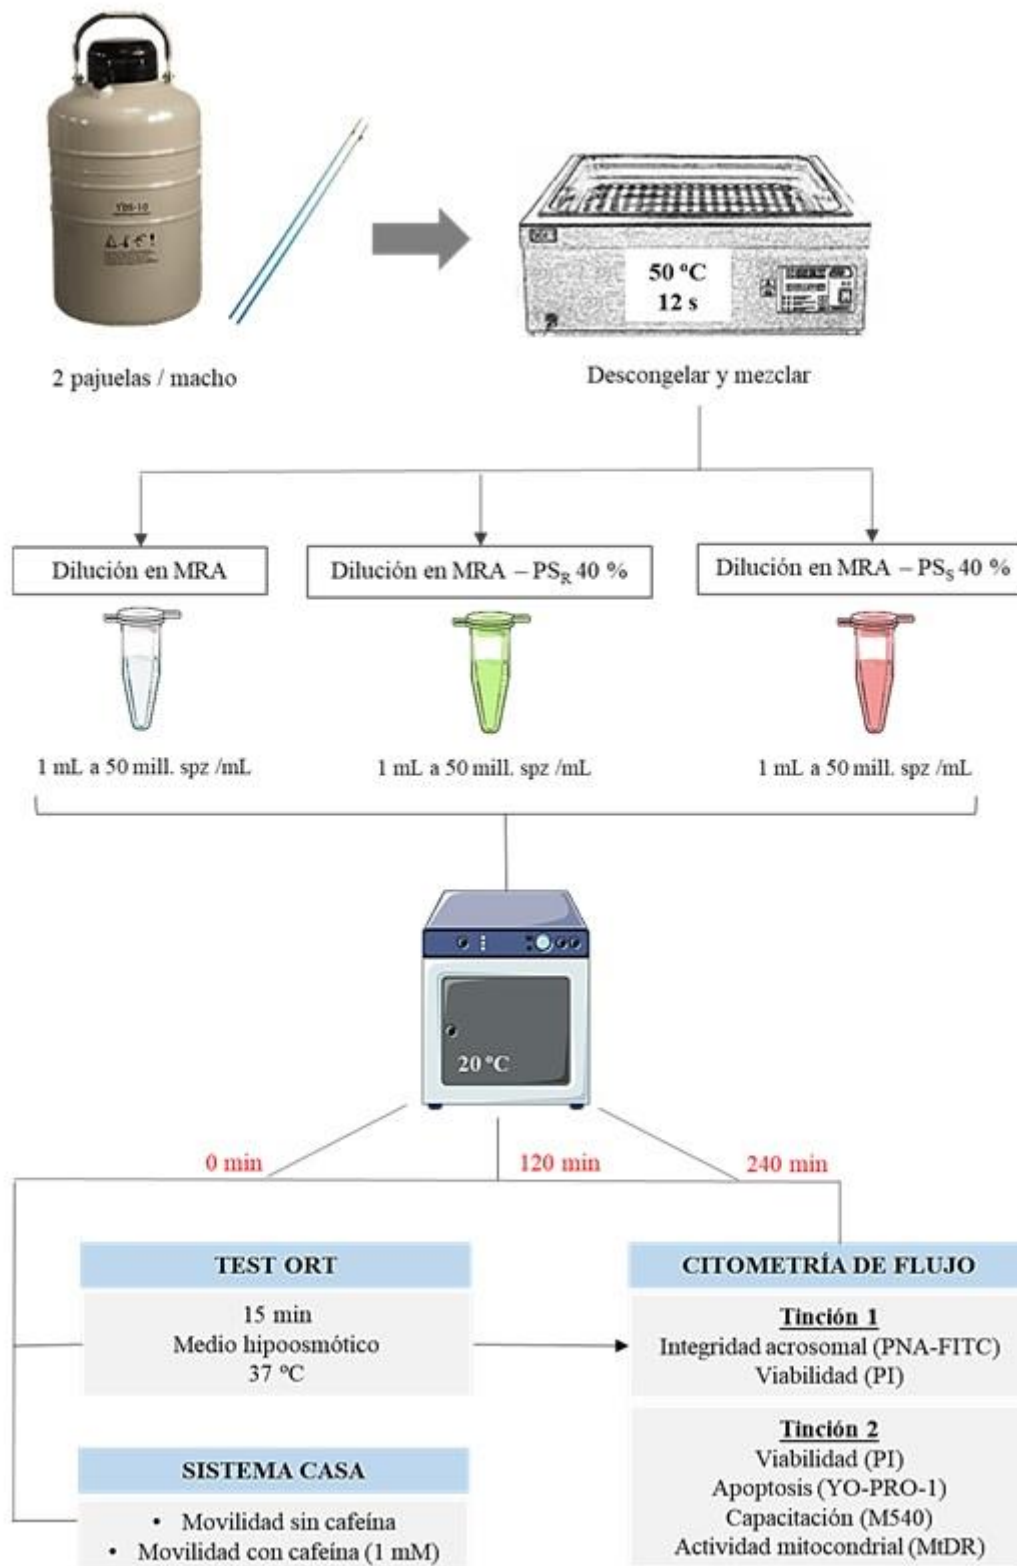 YDS-10
50 ºC
12 s
2 pajuelas / macho
Descongelar y mezclar
Dilución en MRA
Dilución en MRA – PS_R 40 %
Dilución en MRA – PS_S 40 %
1 mL a 50 mill. spz /mL
1 mL a 50 mill. spz /mL
1 mL a 50 mill. spz /mL
20 ºC
0 min
120 min
240 min
TEST ORT
15 min
Medio hipoosmótico
37 ºC
SISTEMA CASA
• Movilidad sin cafeína
• Movilidad con cafeína (1 mM)
CITOMETRÍA DE FLUJO
Tinción 1
Integridad acrosomal (PNA-FITC)
Viabilidad (PI)
Tinción 2
Viabilidad (PI)
Apoptosis (YO-PRO-1)
Capacitación (M540)
Actividad mitocondrial (MtDR)